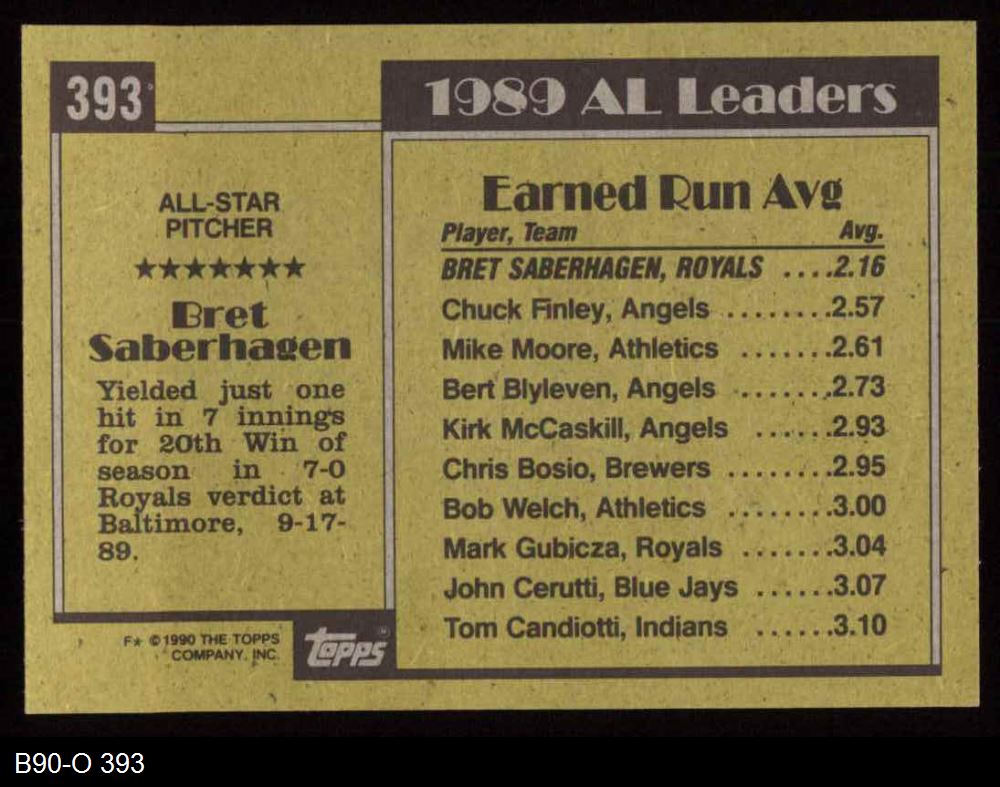 393
ALL-STAR
PITCHER
★★★★★★★
Bret
Saberhagen
Yielded just one
hit in 7 innings
for 20th Win of
season in 7-0
Royals verdict at
Baltimore, 9-17-
89.
F★ ©1990 THE TOPPS
COMPANY, INC.
Topps
1989 AL Leaders
Earned Run Avg
Player, Team Avg.
BRET SABERHAGEN, ROYALS ....2.16
Chuck Finley, Angels ........2.57
Mike Moore, Athletics .......2.61
Bert Blyleven, Angels ........2.73
Kirk McCaskill, Angels ......2.93
Chris Bosio, Brewers ........2.95
Bob Welch, Athletics ........3.00
Mark Gubicza, Royals .......3.04
John Cerutti, Blue Jays ......3.07
Tom Candiotti, Indians ......3.10
B90-O 393